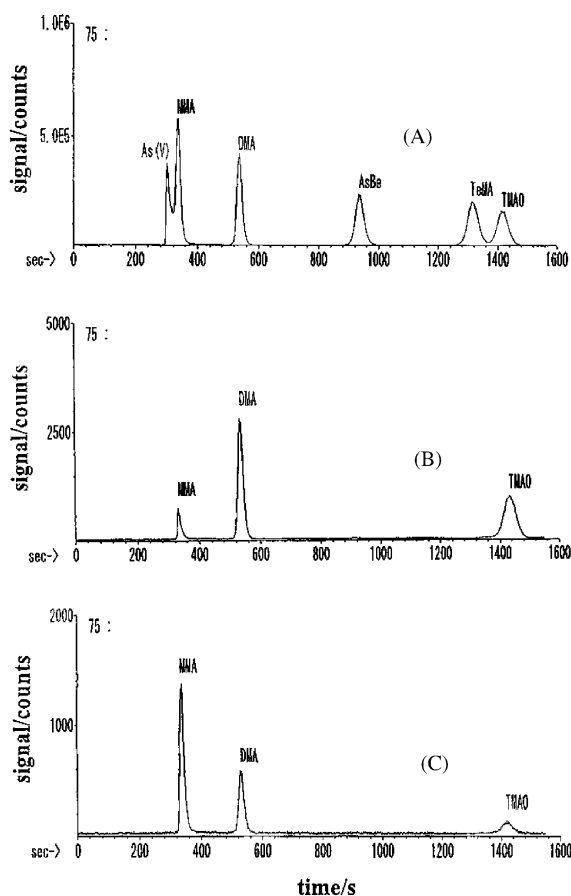 1.0E6
75 :
signal/counts
5.0E5
As(V)
MMA
DMA
(A)
AsBe
TeMA
TMAO
sec->
0 200 400 600 800 1000 1200 1400 1600
5000
75 :
signal/counts
2500
MMA
DMA
(B)
TMAO
sec->
0 200 400 600 800 1000 1200 1400 1600
2000
75 :
signal/counts
1000
MMA
DMA
(C)
TMAO
sec->
0 200 400 600 800 1000 1200 1400 1600
time/s